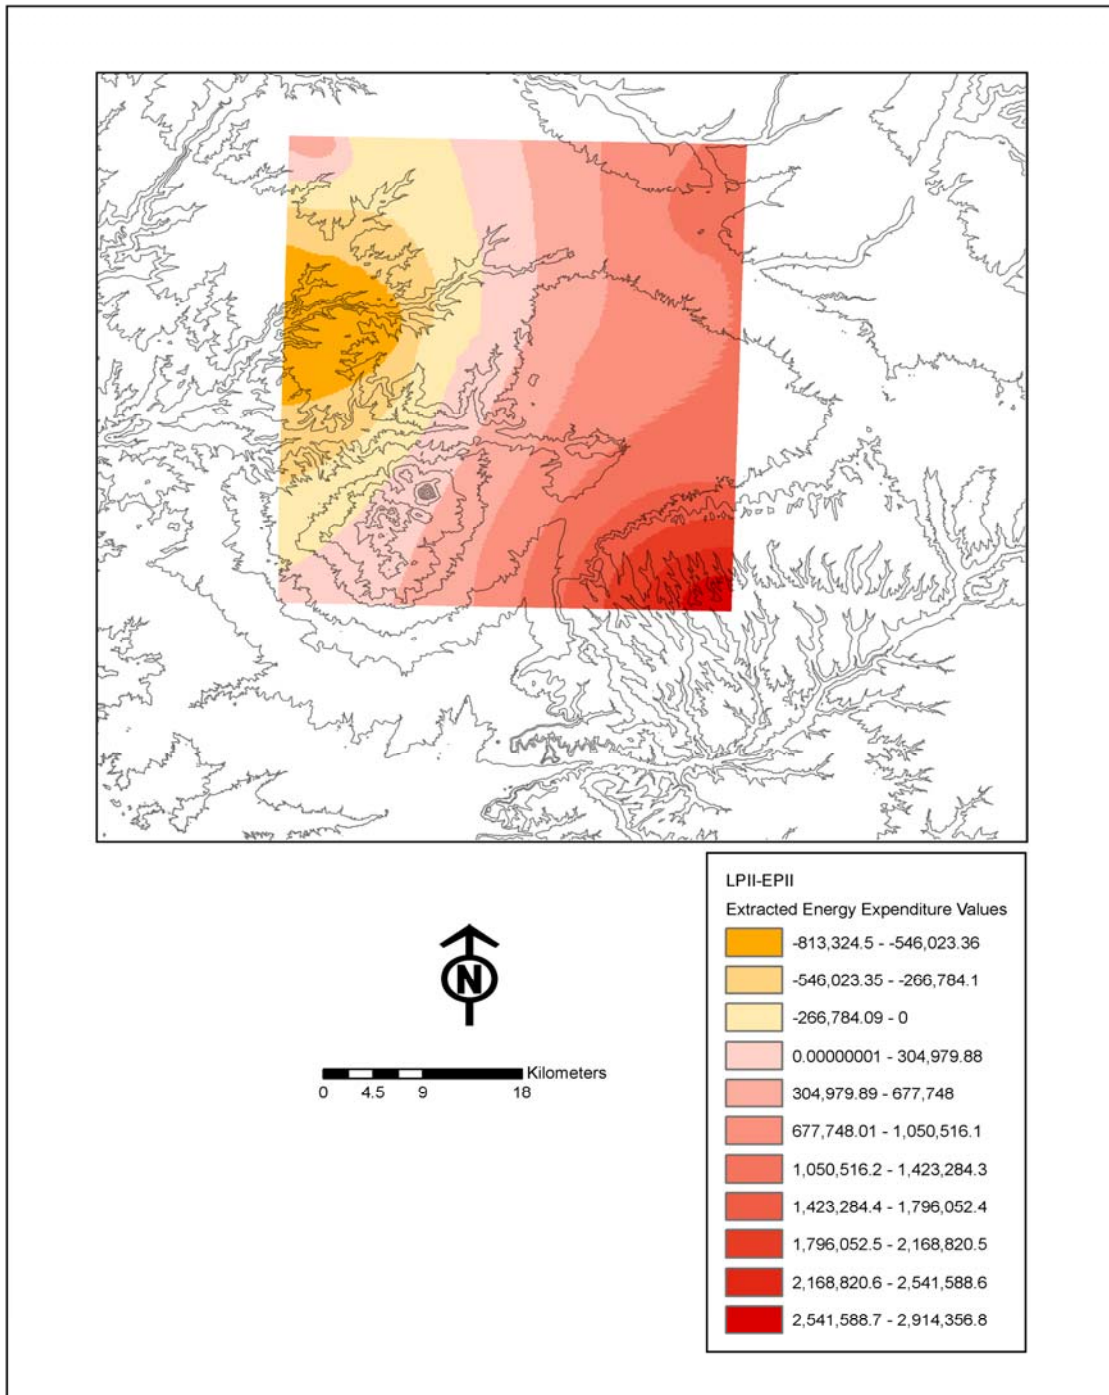 LPII-EPII
Extracted Energy Expenditure Values
-813,324.5 - -546,023.36
-546,023.35 - -266,784.1
-266,784.09 - 0
0.00000001 - 304,979.88
304,979.89 - 677,748
677,748.01 - 1,050,516.1
1,050,516.2 - 1,423,284.3
1,423,284.4 - 1,796,052.4
1,796,052.5 - 2,168,820.5
2,168,820.6 - 2,541,588.6
2,541,588.7 - 2,914,356.8
N
Kilometers
0 4.5 9 18